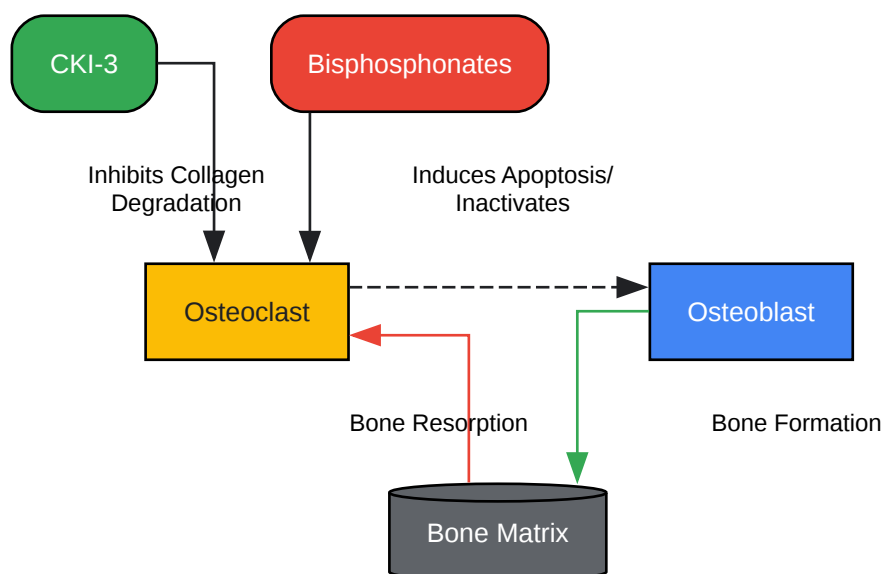 CKI-3
Bisphosphonates
Inhibits Collagen
Degradation
Induces Apoptosis/
Inactivates
Osteoclast
Osteoblast
Bone Resorption
Bone Formation
Bone Matrix